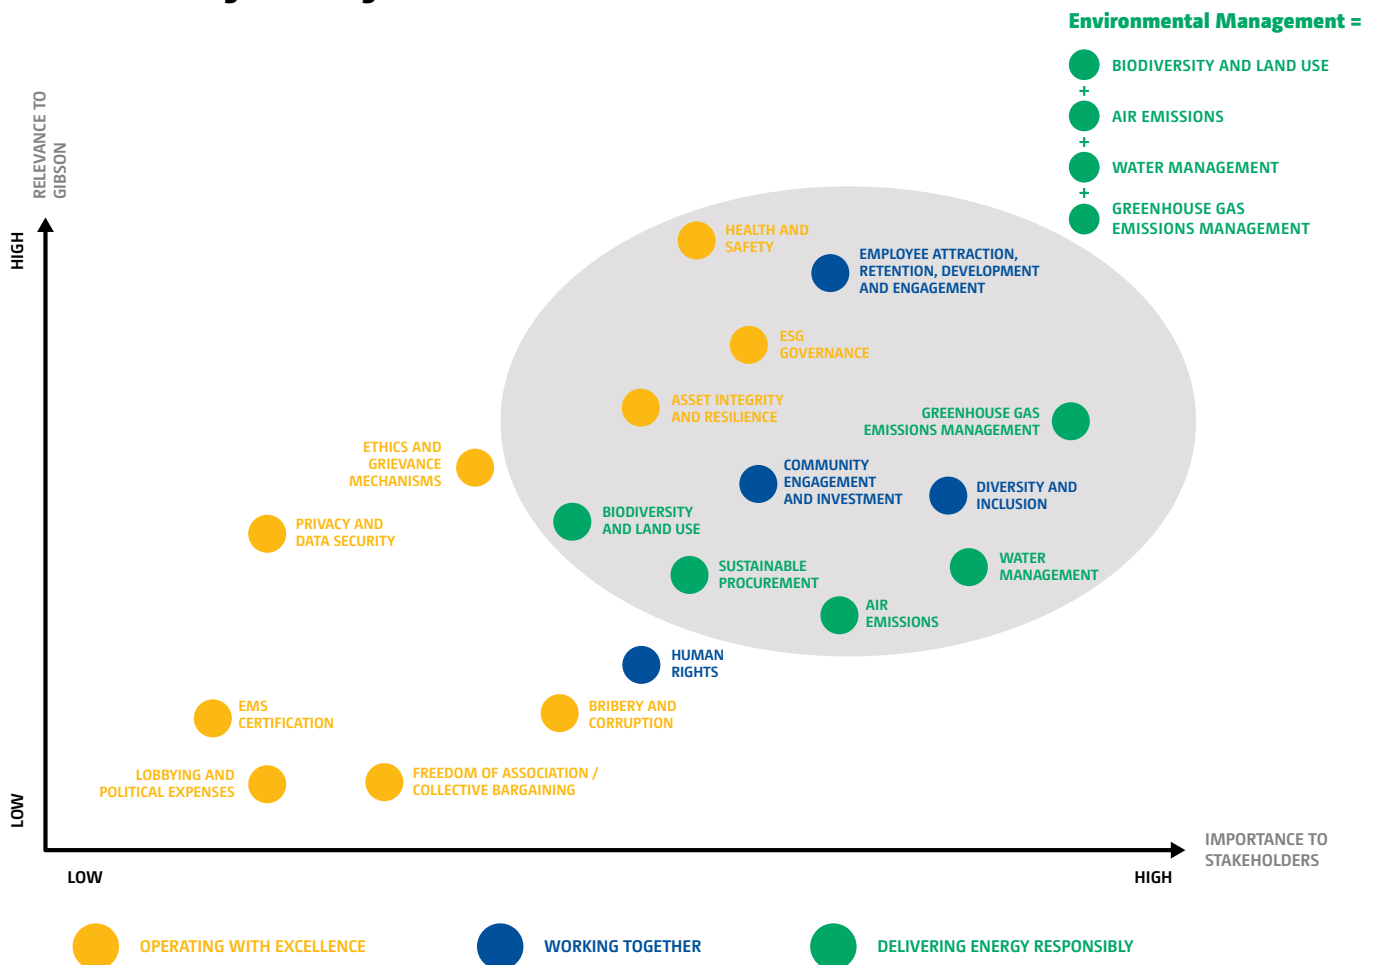 Environmental Management =
BIODIVERSITY AND LAND USE
+
AIR EMISSIONS
+
WATER MANAGEMENT
+
GREENHOUSE GAS
EMISSIONS MANAGEMENT
RELEVANCE TO
GIBSON
HIGH
HEALTH AND
SAFETY
EMPLOYEE ATTRACTION,
RETENTION, DEVELOPMENT
AND ENGAGEMENT
ESG
GOVERNANCE
ASSET INTEGRITY
AND RESILIENCE
GREENHOUSE GAS
EMISSIONS MANAGEMENT
ETHICS AND
GRIEVANCE
MECHANISMS
COMMUNITY
ENGAGEMENT
AND INVESTMENT
DIVERSITY AND
INCLUSION
BIODIVERSITY
AND LAND USE
PRIVACY AND
DATA SECURITY
SUSTAINABLE
PROCUREMENT
WATER
MANAGEMENT
AIR
EMISSIONS
HUMAN
RIGHTS
EMS
CERTIFICATION
BRIBERY AND
CORRUPTION
LOBBYING AND
POLITICAL EXPENSES
FREEDOM OF ASSOCIATION /
COLLECTIVE BARGAINING
LOW
IMPORTANCE TO
STAKEHOLDERS
LOW
HIGH
OPERATING WITH EXCELLENCE
WORKING TOGETHER
DELIVERING ENERGY RESPONSIBLY